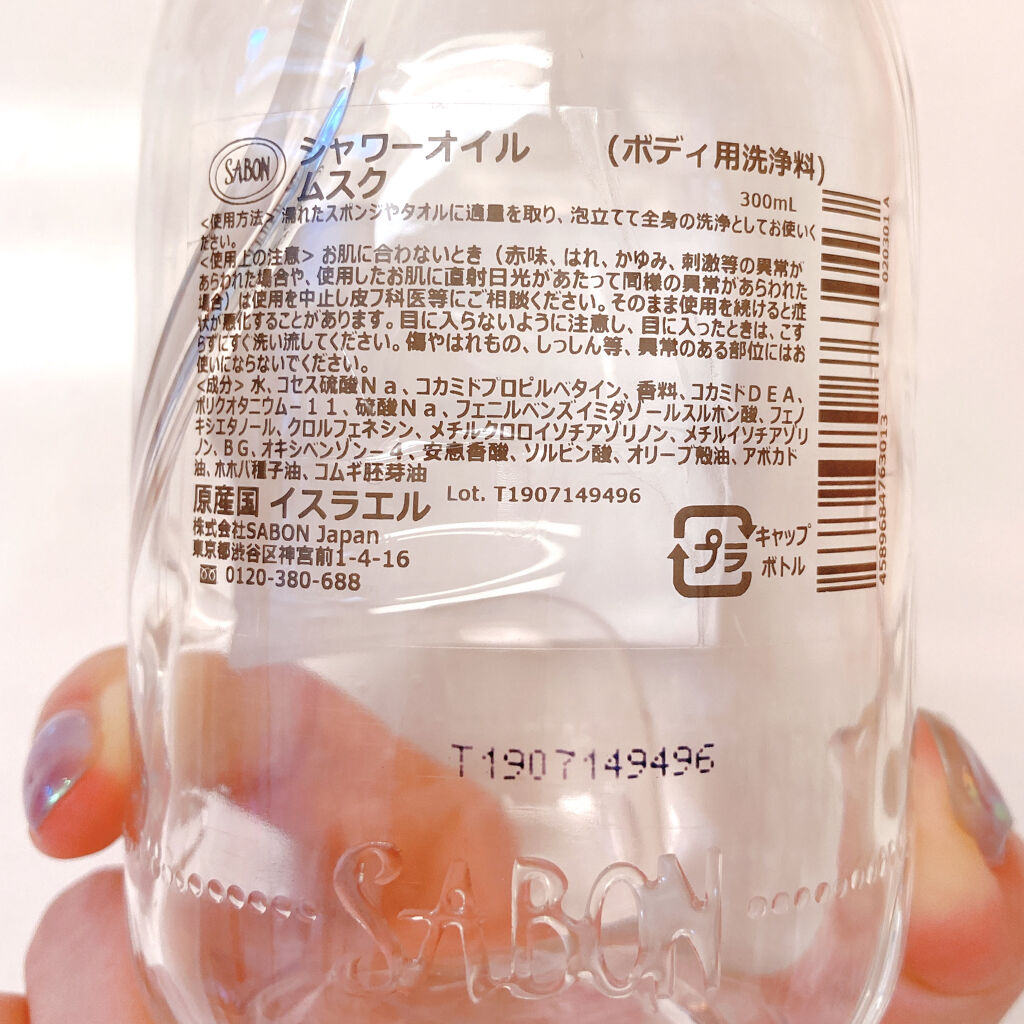 SABON
シャワーオイル (ボディ用洗浄料)
ムスク
300mL
<使用方法> 濡れたスポンジやタオルに適量を取り、泡立てて全身の洗浄としてお使いく
ださい。
<使用上の注意> お肌に合わないとき(赤味、はれ、かゆみ、刺激等の異常が
あらわれた場合や、使用したお肌に直射日光があたって同様の異常があらわれた
場合)は使用を中止し皮フ科医等にご相談ください。そのまま使用を続けると症
状が悪化することがあります。目に入らないように注意し、目に入ったときは、こす
らずにすぐ洗い流してください。傷やはれもの、しっしん等、異常のある部位にはお
使いにならないでください。
<成分> 水、コセス硫酸Na、コカミドプロピルベタイン、香料、コカミドDEA、
ポリクオタニウム－11、硫酸Na、フェニルベンズイミダゾールスルホン酸、フェノ
キシエタノール、クロルフェネシン、メチルクロロイソチアゾリノン、メチルイソチアゾリ
ノン、BG、オキシベンゾン－4、安息香酸、ソルビン酸、オリーブ殻油、アボカド
油、ホホバ種子油、コムギ胚芽油
原産国 イスラエル
Lot. T1907149496
株式会社SABON Japan
東京都渋谷区神宮前1-4-16
0120-380-688
プラ
キャップ
ボトル
020301A
4589684763013
T1907149496
SABON